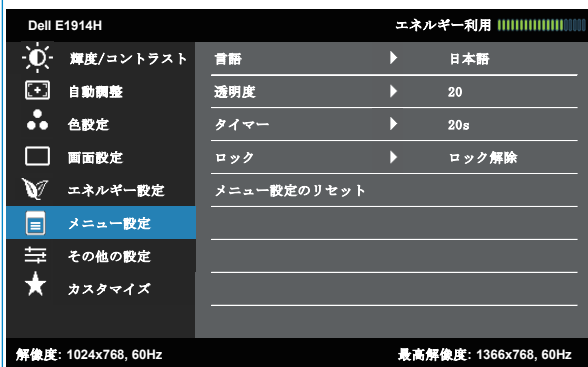 Dell E1914H エネルギー利用
輝度/コントラスト 言語 日本語
自動調整 透明度 20
色設定 タイマー 20s
画面設定 ロック ロック解除
エネルギー設定 メニュー設定のリセット
メニュー設定
その他の設定
カスタマイズ
解像度: 1024x768, 60Hz 最高解像度: 1366x768, 60Hz